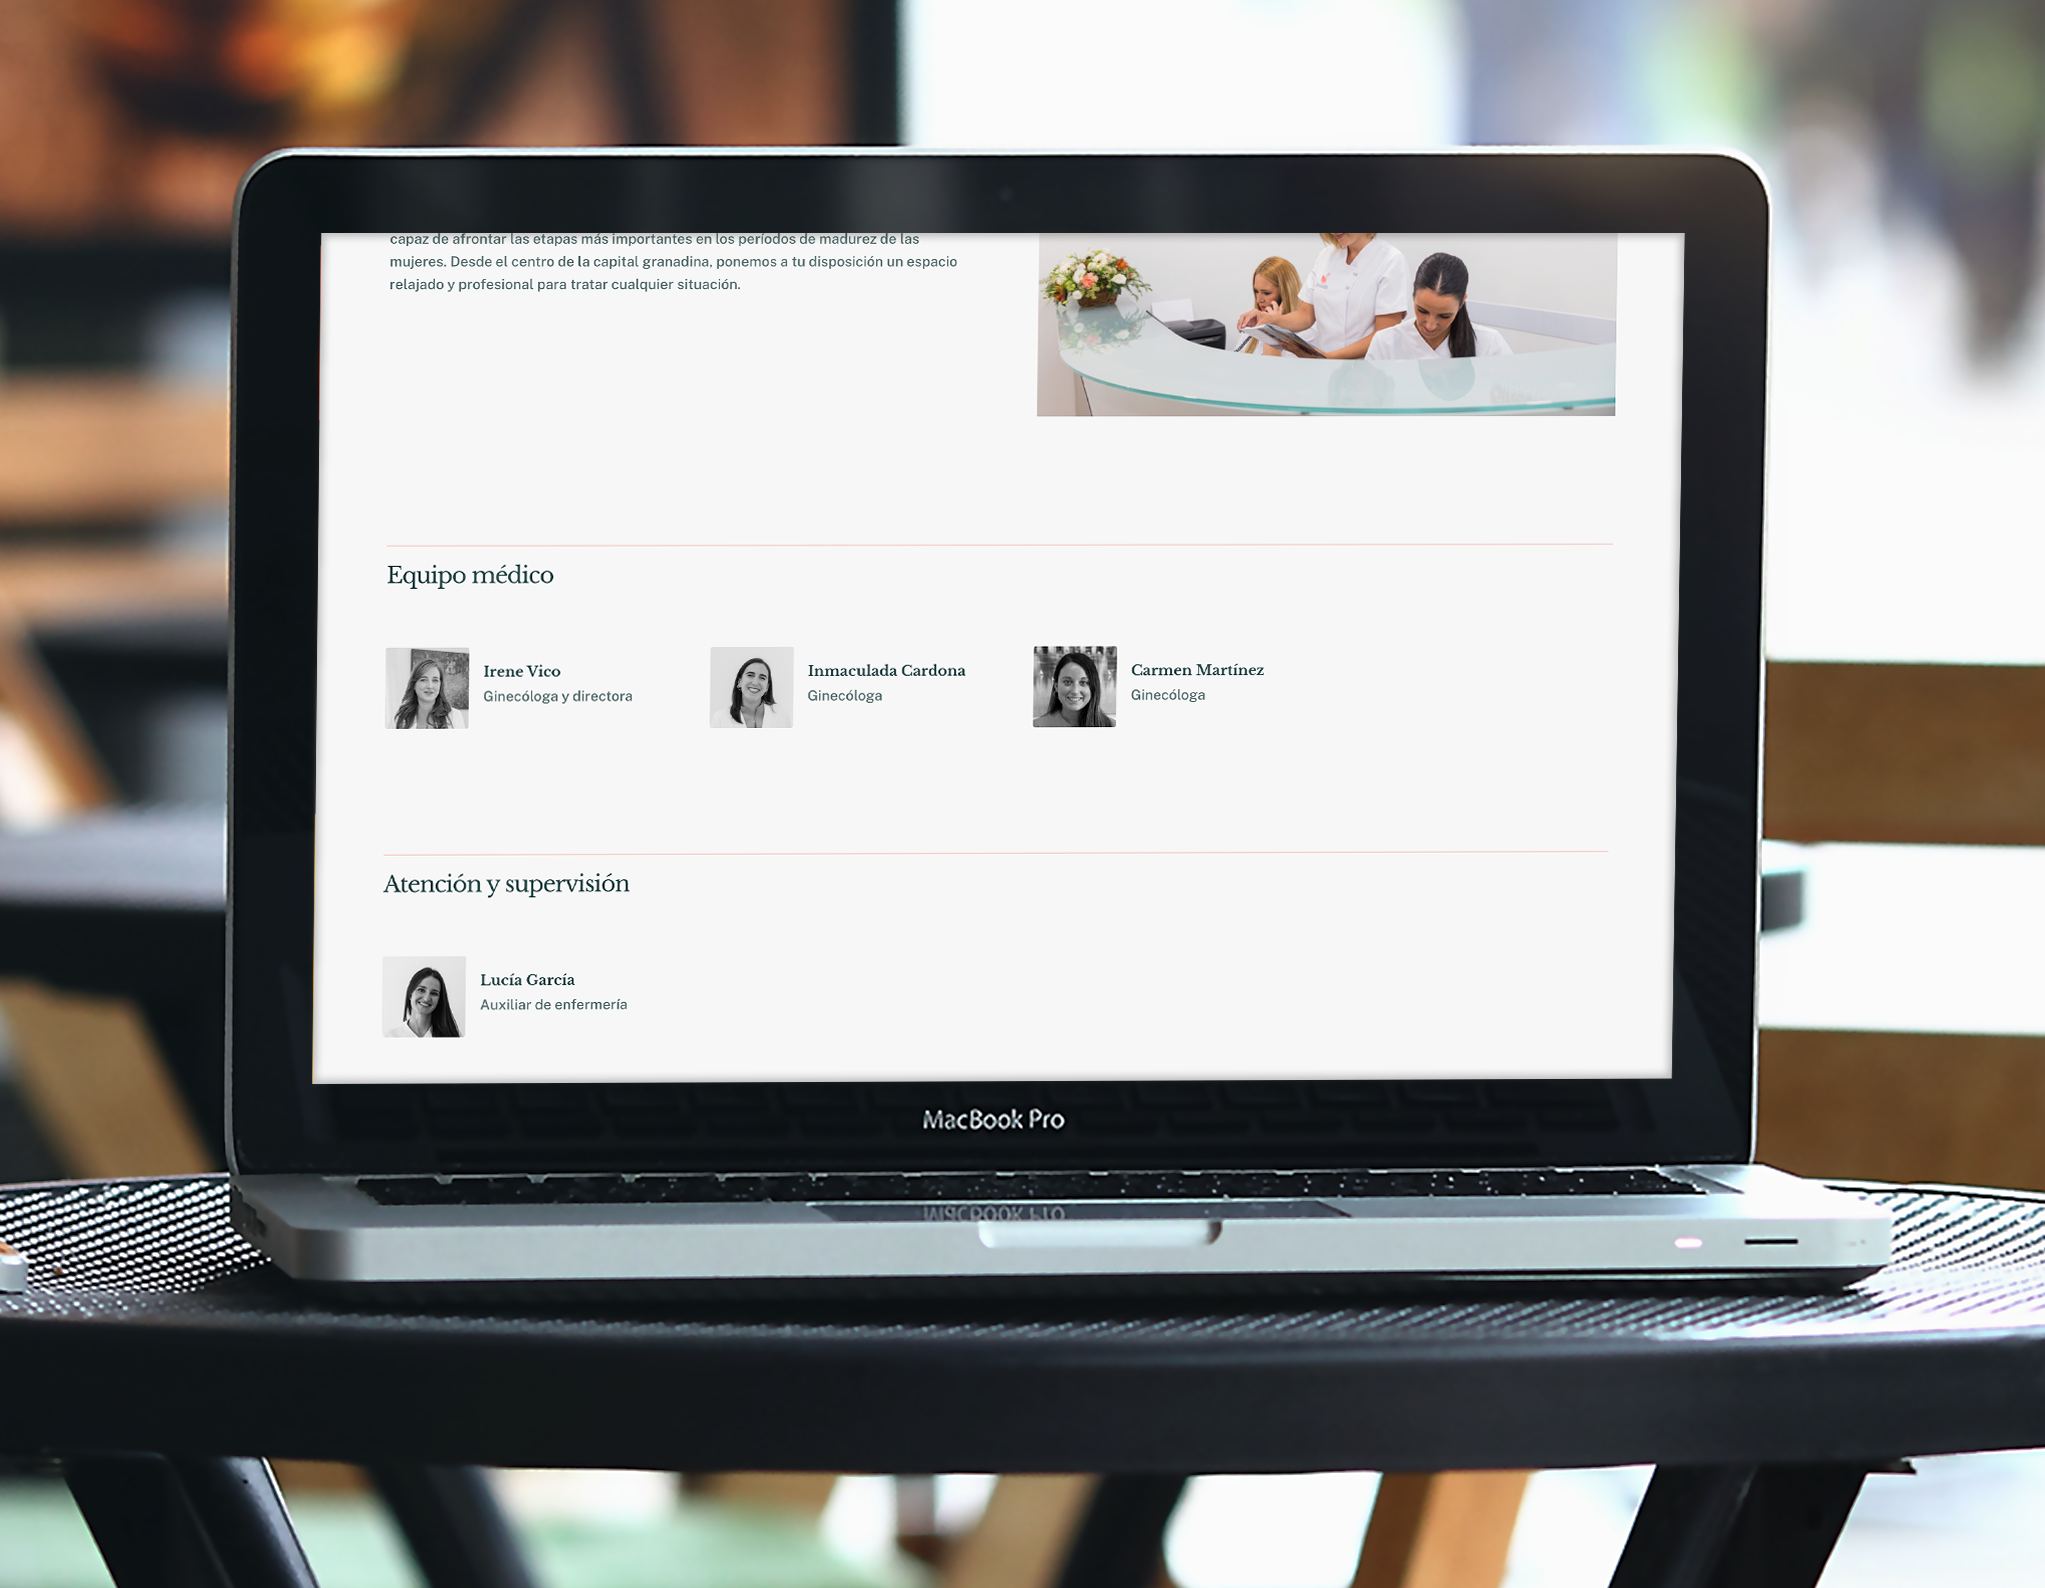 capaz de afrontar las etapas más importantes en los períodos de madurez de las
mujeres. Desde el centro de la capital granadina, ponemos a tu disposición un espacio
relajado y profesional para tratar cualquier situación.
Equipo médico
Irene Vico
Ginecóloga y directora
Inmaculada Cardona
Ginecóloga
Carmen Martínez
Ginecóloga
Atención y supervisión
Lucía García
Auxiliar de enfermería
MacBook Pro